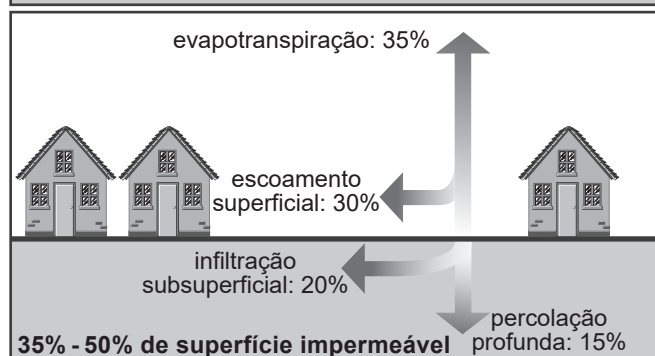 evapotranspiração: 35%
escoamento
superficial: 30%
infiltração
subsuperficial: 20%
percolação
profunda: 15%
35% - 50% de superfície impermeável